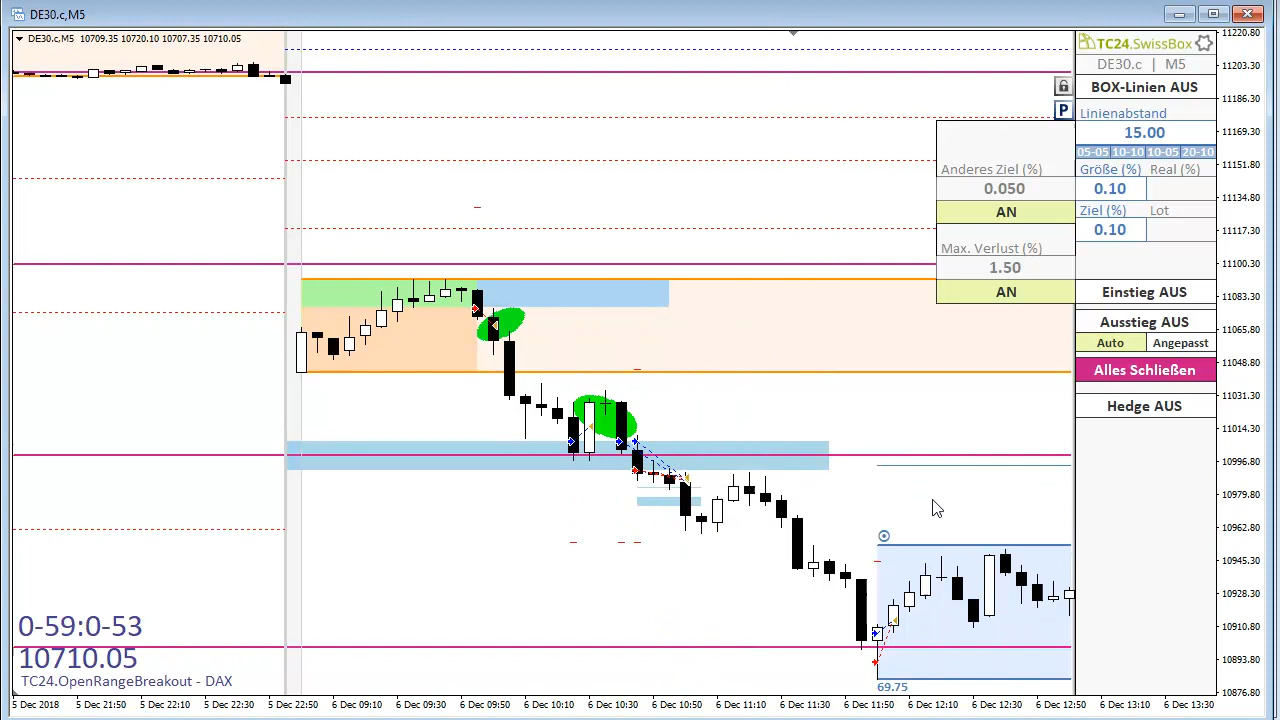 DE30.c,M5
DE30.c,M5 10709.35 10720.10 10707.35 10710.05
TC24.SwissBox
DE30.c | M5
BOX-Linien AUS
P
Linienabstand
15.00
05-05 10-10 10-05 20-10
Anderes Ziel (%)
0.050
AN
Größe (%) Real (%)
0.10
Ziel (%) Lot
0.10
Max. Verlust (%)
1.50
AN
Einstieg AUS
Ausstieg AUS
Auto Angepasst
Alles Schließen
Hedge AUS
11220.80
11203.30
11186.30
11169.30
11151.80
11134.80
11117.30
11100.30
11083.30
11065.80
11048.80
11031.30
11014.30
10996.80
10979.80
10962.80
10945.30
10928.30
10910.80
10893.80
10876.80
69.75
0-59:0-53
10710.05
TC24.OpenRangeBreakout - DAX
5 Dec 2018 5 Dec 21:50 5 Dec 22:10 5 Dec 22:30 5 Dec 22:50 6 Dec 09:10 6 Dec 09:30 6 Dec 09:50 6 Dec 10:10 6 Dec 10:30 6 Dec 10:50 6 Dec 11:10 6 Dec 11:30 6 Dec 11:50 6 Dec 12:10 6 Dec 12:30 6 Dec 12:50 6 Dec 13:10 6 Dec 13:30